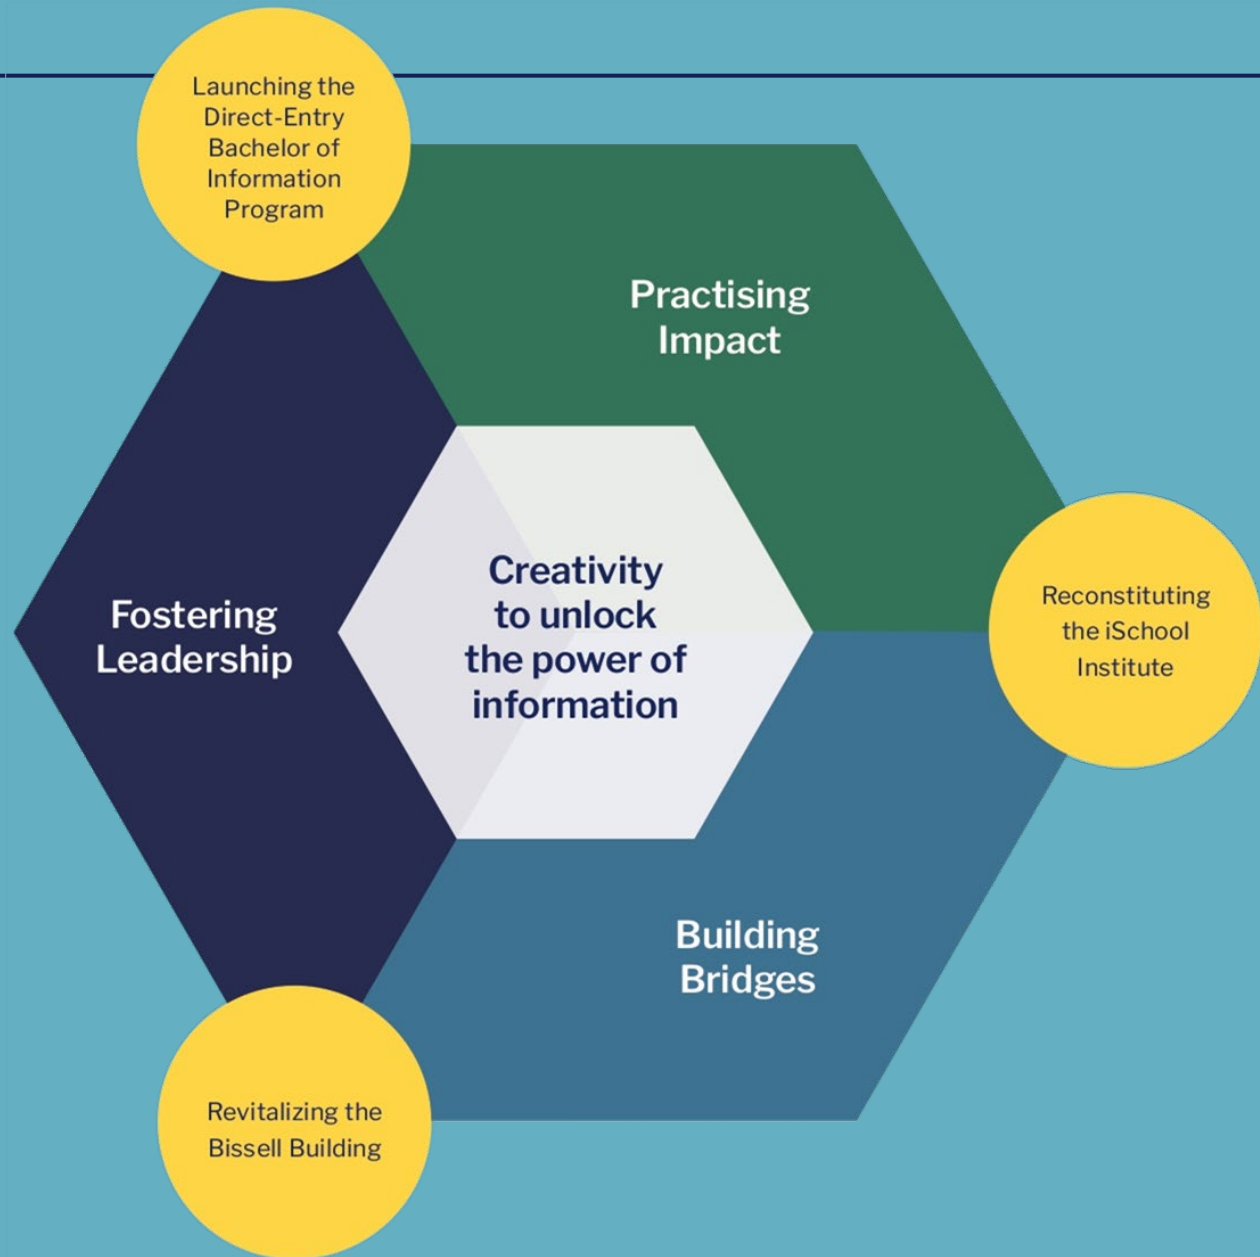 Launching the
Direct-Entry
Bachelor of
Information
Program
Practising
Impact
Creativity
to unlock
the power of
information
Fostering
Leadership
Reconstituting
the iSchool
Institute
Building
Bridges
Revitalizing the
Bissell Building